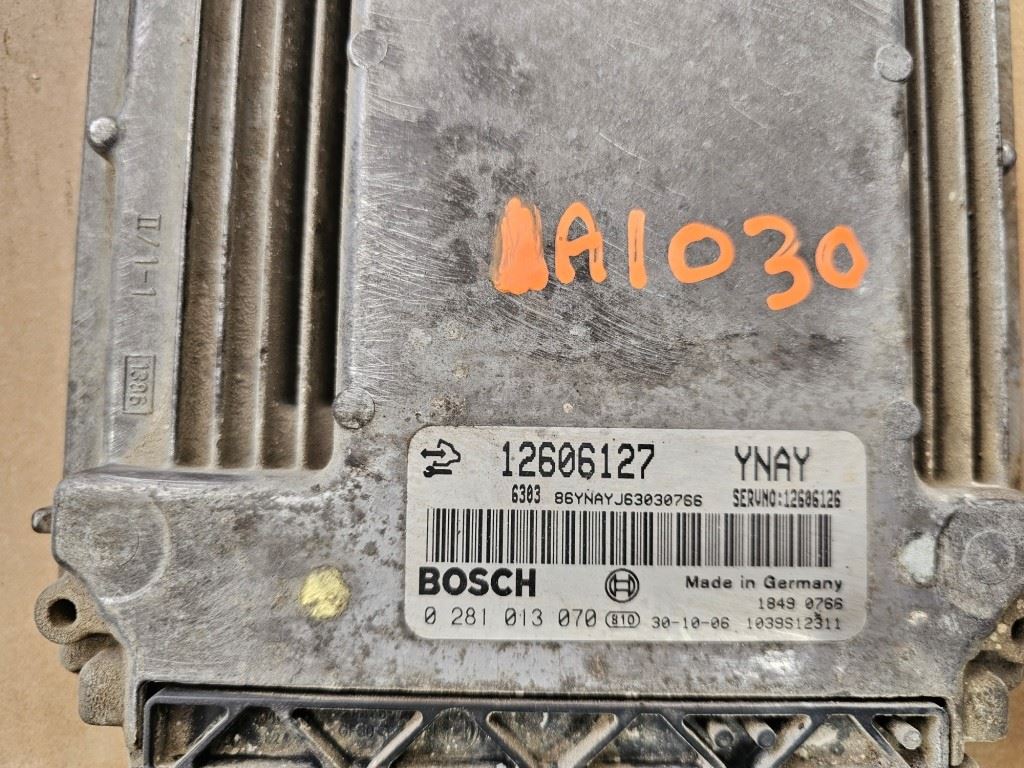 A1030
II/1-1
1386
12606127 YNAY
6303 86YNAYJ63030766 SERVNO:12606126
BOSCH Made in Germany
1849 0766
0 281 013 070 810 30-10-06 1039S12311